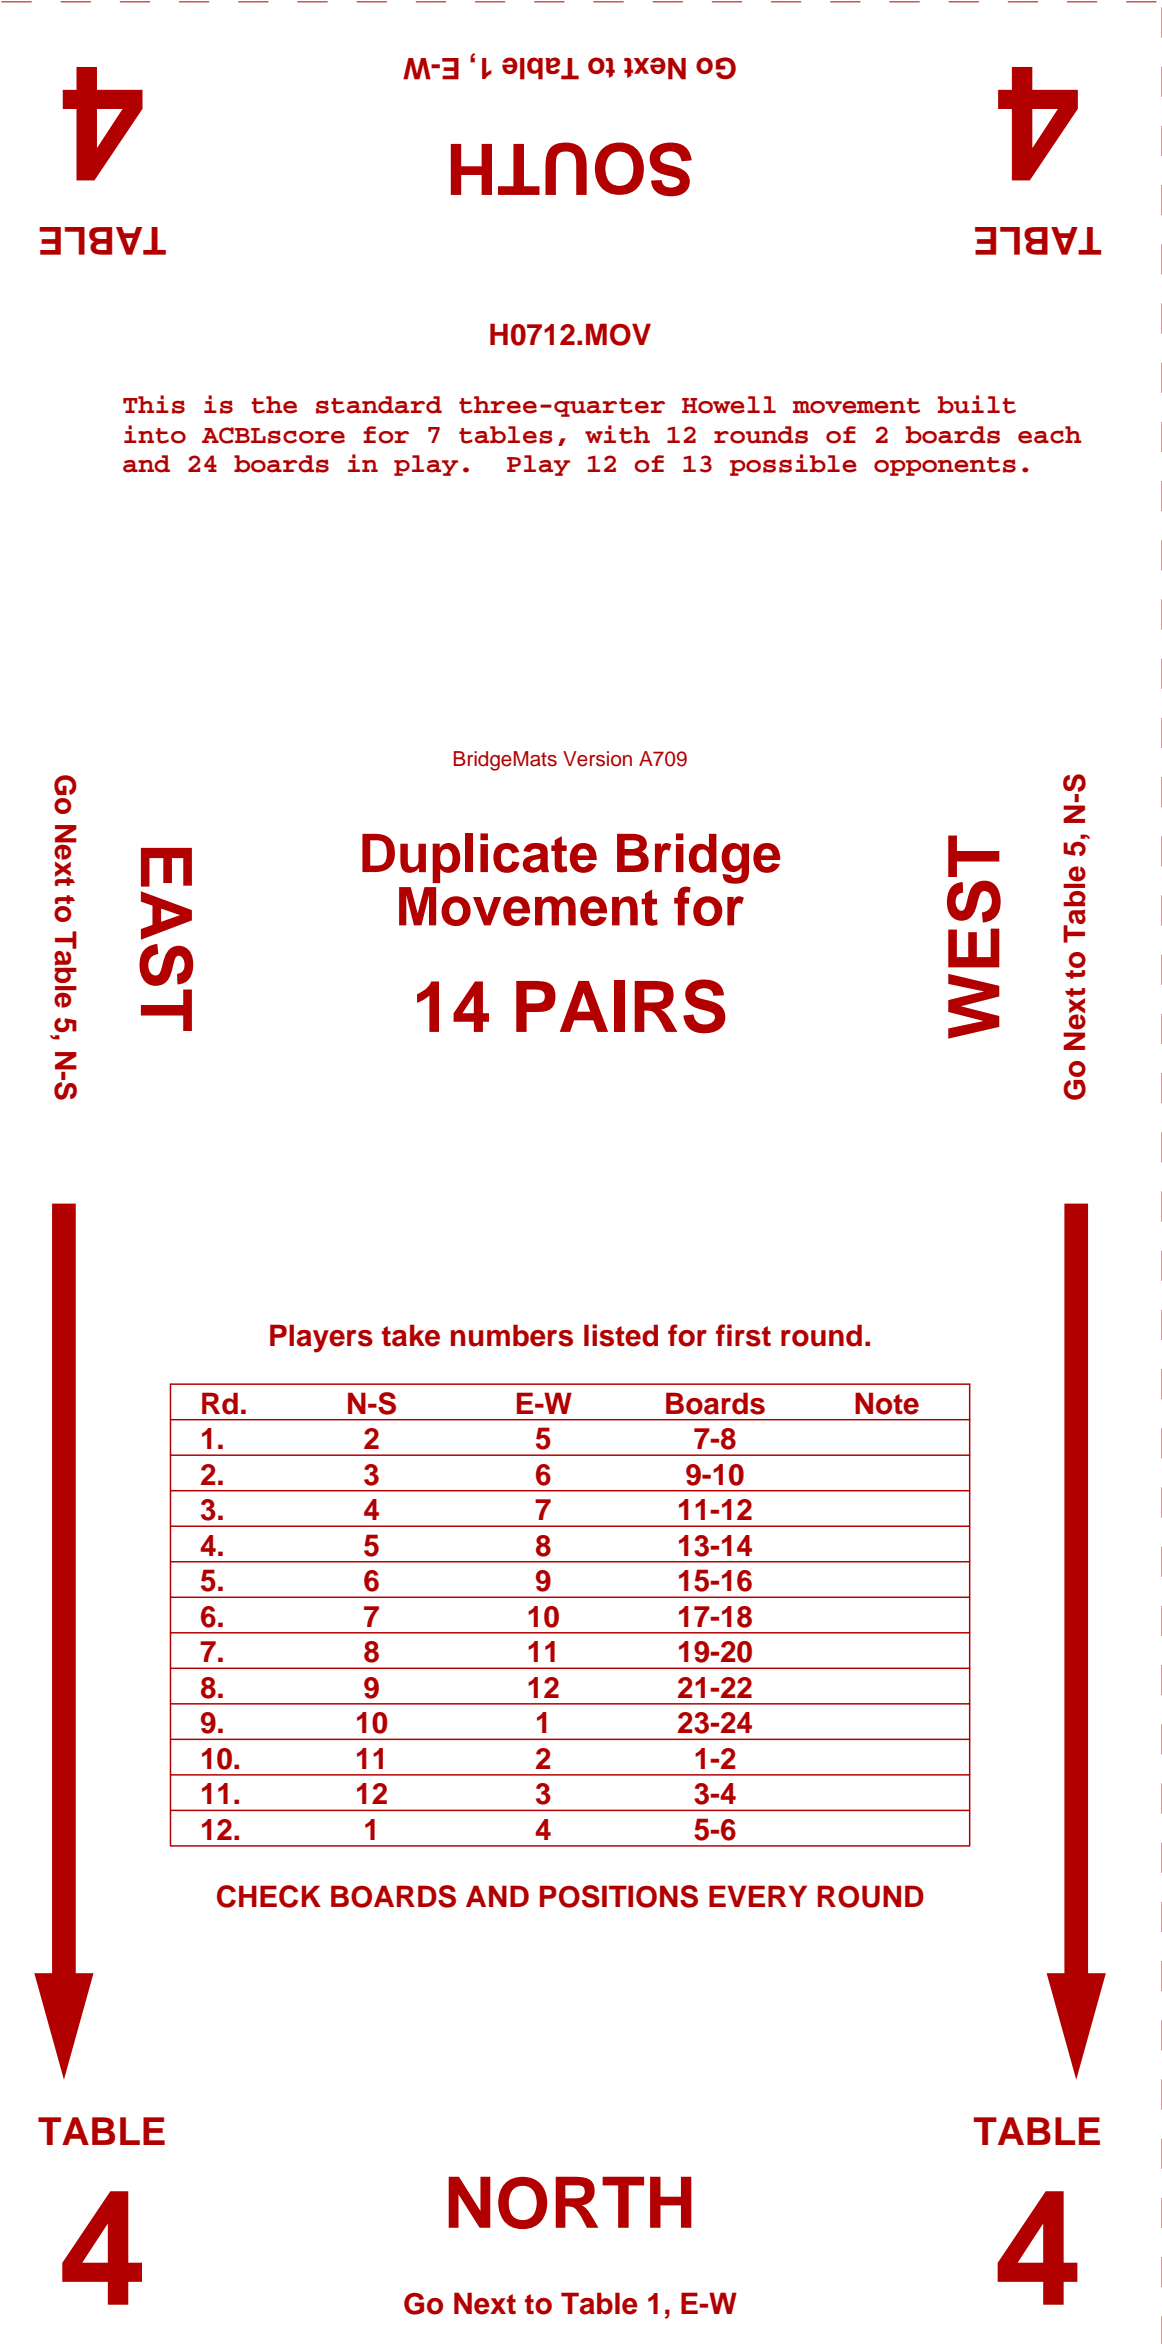 Go Next to Table 1, E-W
SOUTH
4
TABLE
4
TABLE
H0712.MOV
This is the standard three-quarter Howell movement built
into ACBLscore for 7 tables, with 12 rounds of 2 boards each
and 24 boards in play.  Play 12 of 13 possible opponents.
BridgeMats Version A709
Go Next to Table 5, N-S
EAST
Duplicate Bridge
Movement for
14 PAIRS
WEST
Go Next to Table 5, N-S
Players take numbers listed for first round.
Rd. N-S E-W Boards Note
1. 2 5 7-8
2. 3 6 9-10
3. 4 7 11-12
4. 5 8 13-14
5. 6 9 15-16
6. 7 10 17-18
7. 8 11 19-20
8. 9 12 21-22
9. 10 1 23-24
10. 11 2 1-2
11. 12 3 3-4
12. 1 4 5-6
CHECK BOARDS AND POSITIONS EVERY ROUND
TABLE
4
TABLE
4
NORTH
Go Next to Table 1, E-W